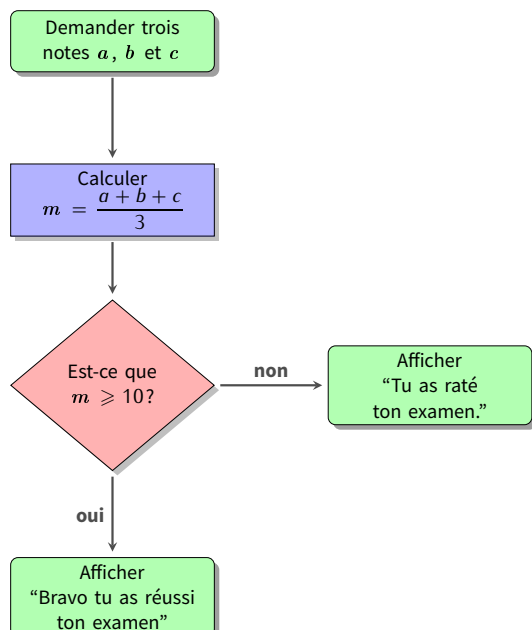 Demander trois
notes a, b et c
Calculer
m = \frac{a + b + c}{3}
Est-ce que
m ⩾ 10?
non
Afficher
“Tu as raté
ton examen.”
oui
Afficher
“Bravo tu as réussi
ton examen”